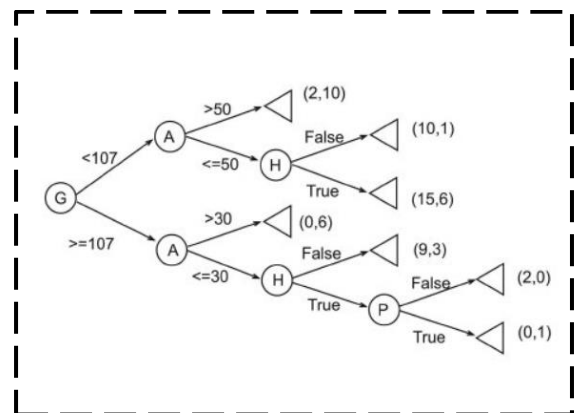 >50
(2,10)
A
False
(10,1)
<107
<=50
H
True
(15,6)
G
>30
(0,6)
>=107
A
False
(9,3)
<=30
H
False
(2,0)
True
P
True
(0,1)